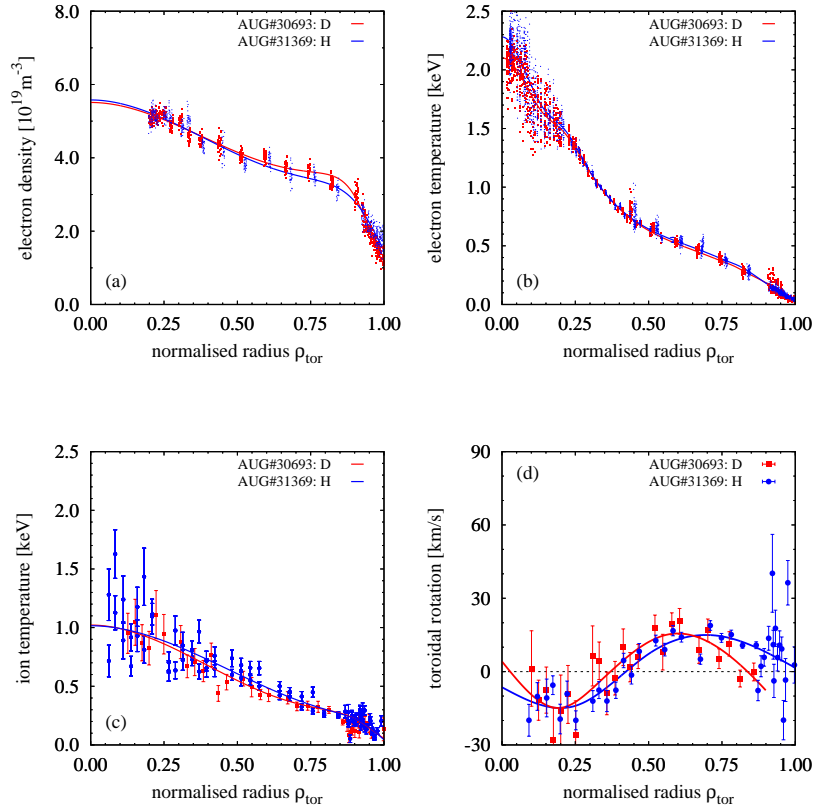 8.0
6.0
4.0
2.0
0.0
electron density [10^19 m^-3]
AUG#30693: D
AUG#31369: H
(a)
0.00 0.25 0.50 0.75 1.00
normalised radius ρtor
2.5
2.0
1.5
1.0
0.5
0.0
electron temperature [keV]
AUG#30693: D
AUG#31369: H
(b)
0.00 0.25 0.50 0.75 1.00
normalised radius ρtor
2.5
2.0
1.5
1.0
0.5
0.0
ion temperature [keV]
AUG#30693: D
AUG#31369: H
(c)
0.00 0.25 0.50 0.75 1.00
normalised radius ρtor
90
60
30
0
-30
toroidal rotation [km/s]
(d)
AUG#30693: D
AUG#31369: H
0.00 0.25 0.50 0.75 1.00
normalised radius ρtor